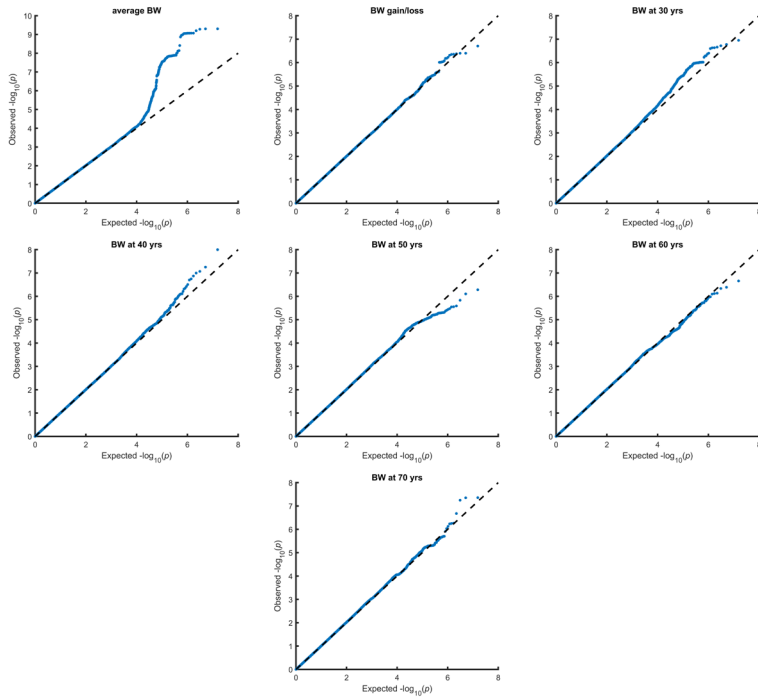 average BW
BW gain/loss
BW at 30 yrs
10
9
8
7
6
5
4
3
2
1
0
Observed -log10(p)
0 2 4 6 8
Expected -log10(p)
8
7
6
5
4
3
2
1
0
Observed -log10(p)
0 2 4 6 8
Expected -log10(p)
8
7
6
5
4
3
2
1
0
Observed -log10(p)
0 2 4 6 8
Expected -log10(p)
BW at 40 yrs
BW at 50 yrs
BW at 60 yrs
8
7
6
5
4
3
2
1
0
Observed -log10(p)
0 2 4 6 8
Expected -log10(p)
8
7
6
5
4
3
2
1
0
Observed -log10(p)
0 2 4 6 8
Expected -log10(p)
8
7
6
5
4
3
2
1
0
Observed -log10(p)
0 2 4 6 8
Expected -log10(p)
BW at 70 yrs
8
7
6
5
4
3
2
1
0
Observed -log10(p)
0 2 4 6 8
Expected -log10(p)